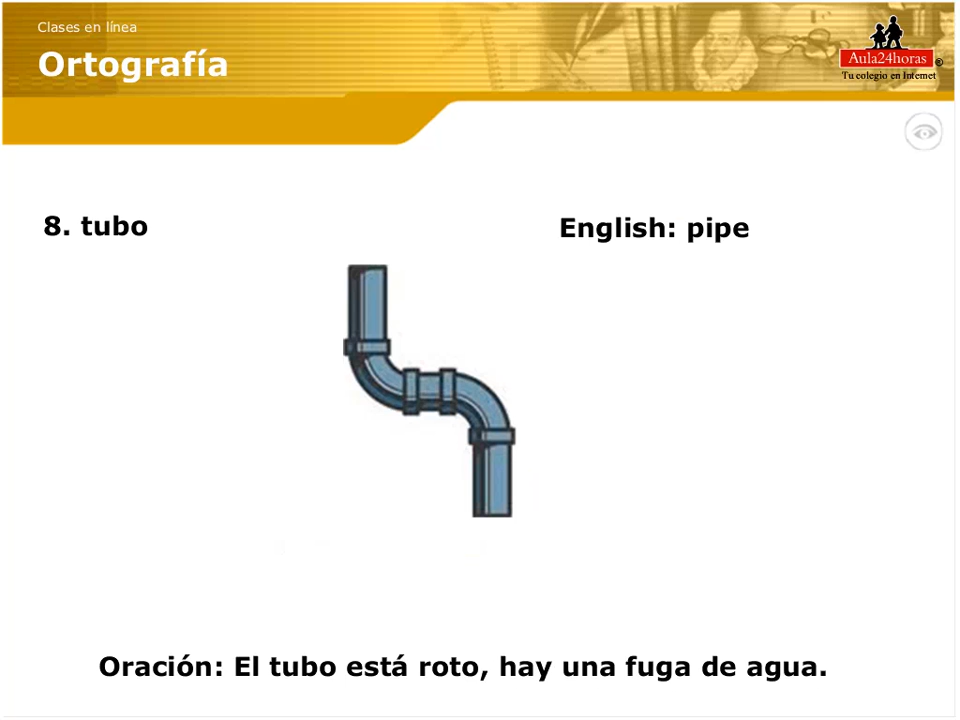 Clases en línea
Ortografía
Aula24horas ®
Tu colegio en Internet
8. tubo
English: pipe
Oración: El tubo está roto, hay una fuga de agua.